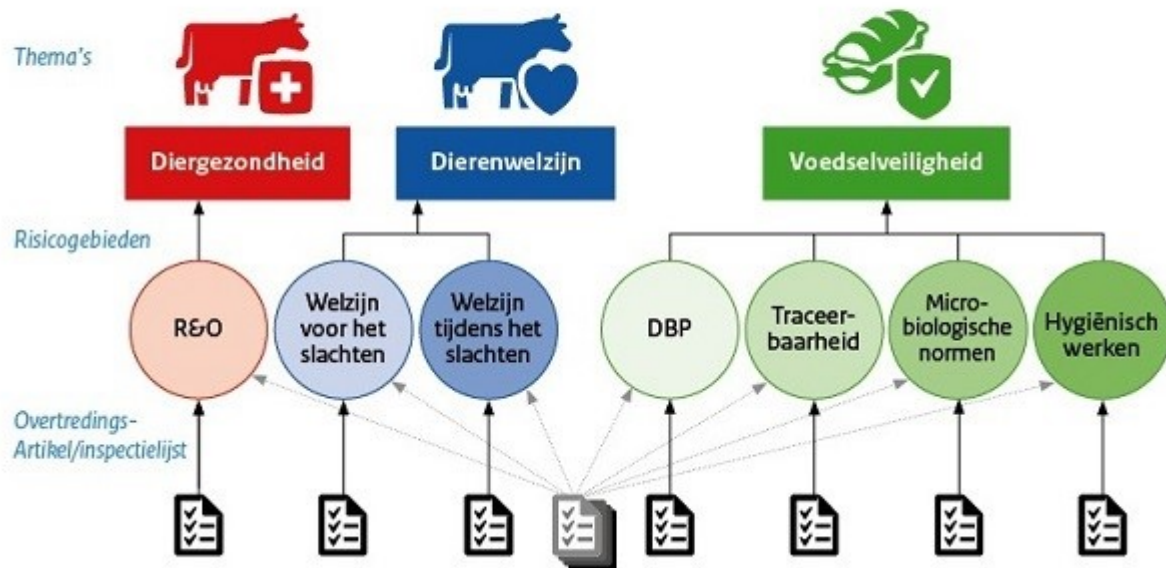 Thema's
Diergezondheid
Dierenwelzijn
Voedselveiligheid
Risicogebieden
R&O
Welzijn
voor het
slachten
Welzijn
tijdens het
slachten
DBP
Traceer-
baarheid
Micro-
biologische
normen
Hygiënisch
werken
Overtredings-
Artikel/inspectielijst